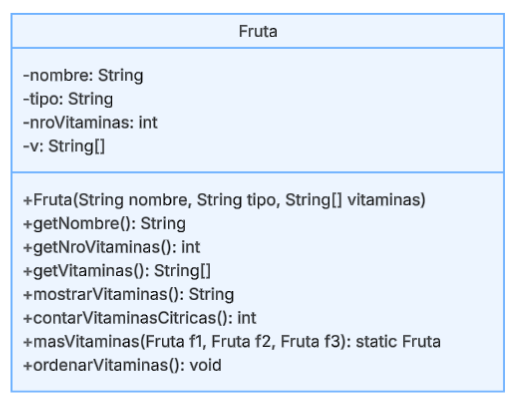 Fruta
-nombre: String
-tipo: String
-nroVitaminas: int
-v: String[]
+Fruta(String nombre, String tipo, String[] vitaminas)
+getNombre(): String
+getNroVitaminas(): int
+getVitaminas(): String[]
+mostrarVitaminas(): String
+contarVitaminasCitricas(): int
+masVitaminas(Fruta f1, Fruta f2, Fruta f3): static Fruta
+ordenarVitaminas(): void